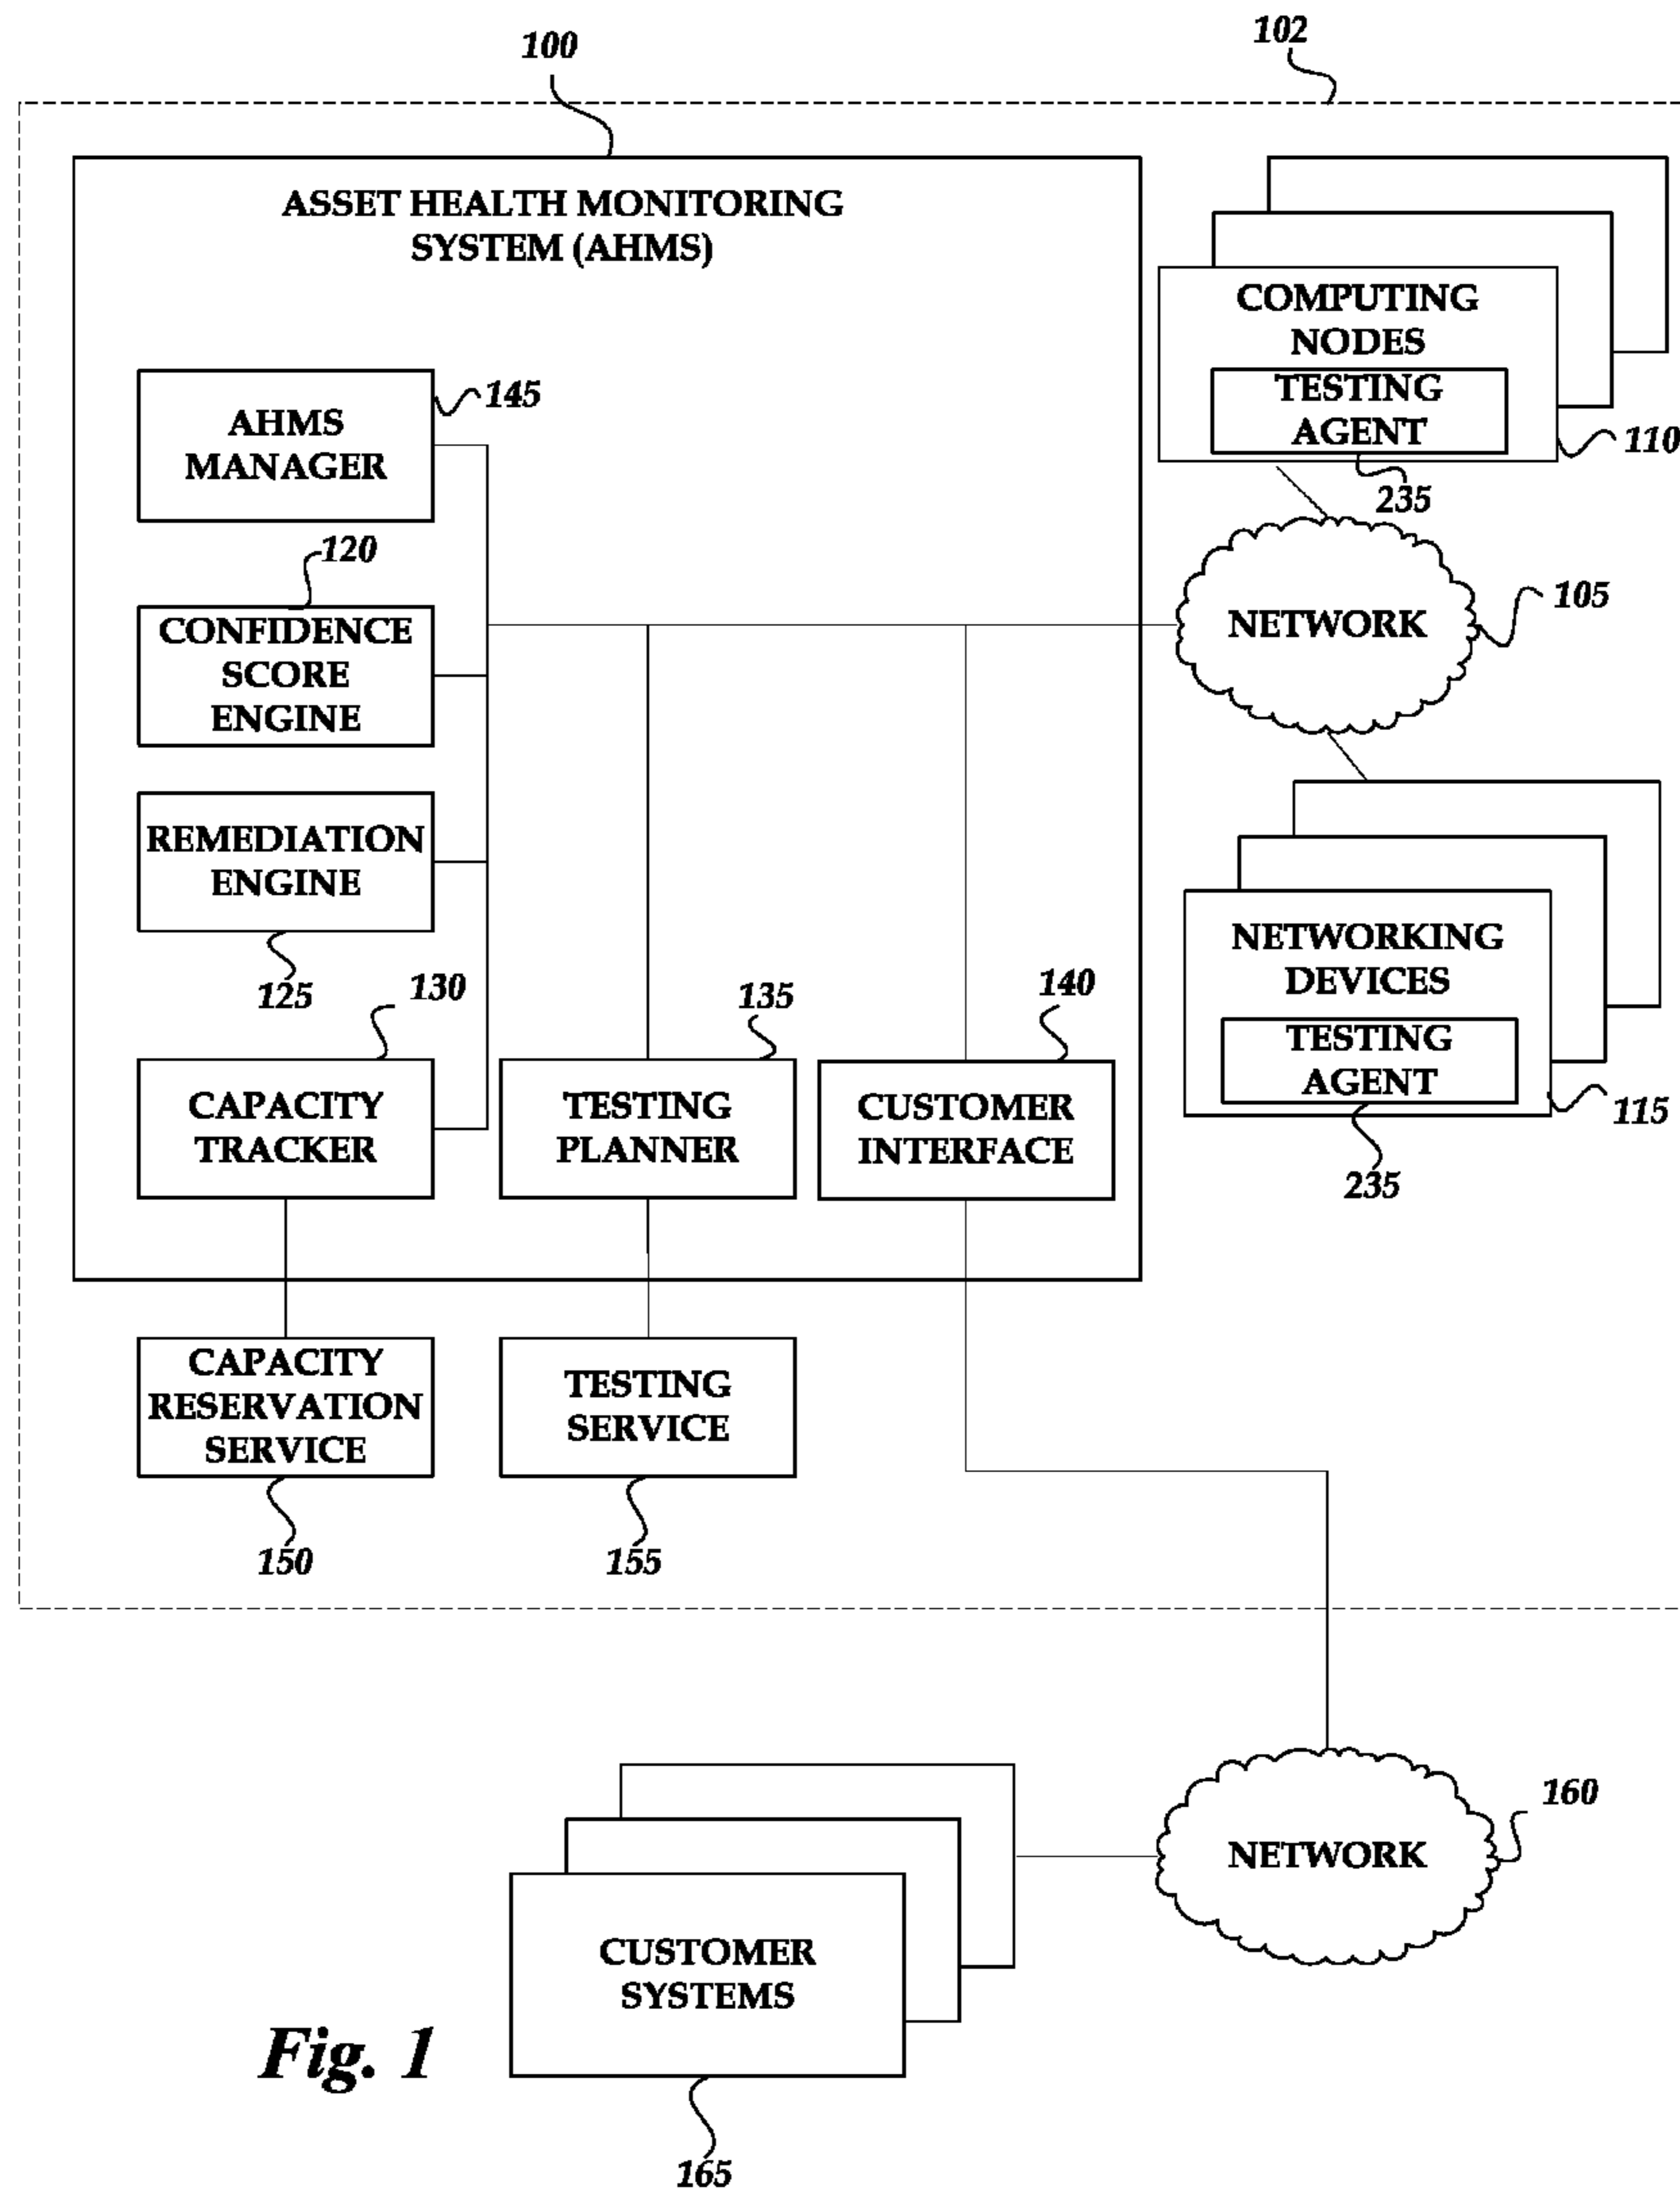 100
102
ASSET HEALTH MONITORING
SYSTEM (AHMS)
COMPUTING
NODES
TESTING
AGENT
110
235
AHMS
MANAGER
145
120
CONFIDENCE
SCORE
ENGINE
NETWORK
105
REMEDIATION
ENGINE
125
NETWORKING
DEVICES
TESTING
AGENT
115
235
130
CAPACITY
TRACKER
135
TESTING
PLANNER
140
CUSTOMER
INTERFACE
CAPACITY
RESERVATION
SERVICE
150
TESTING
SERVICE
155
NETWORK
160
CUSTOMER
SYSTEMS
165
Fig. 1